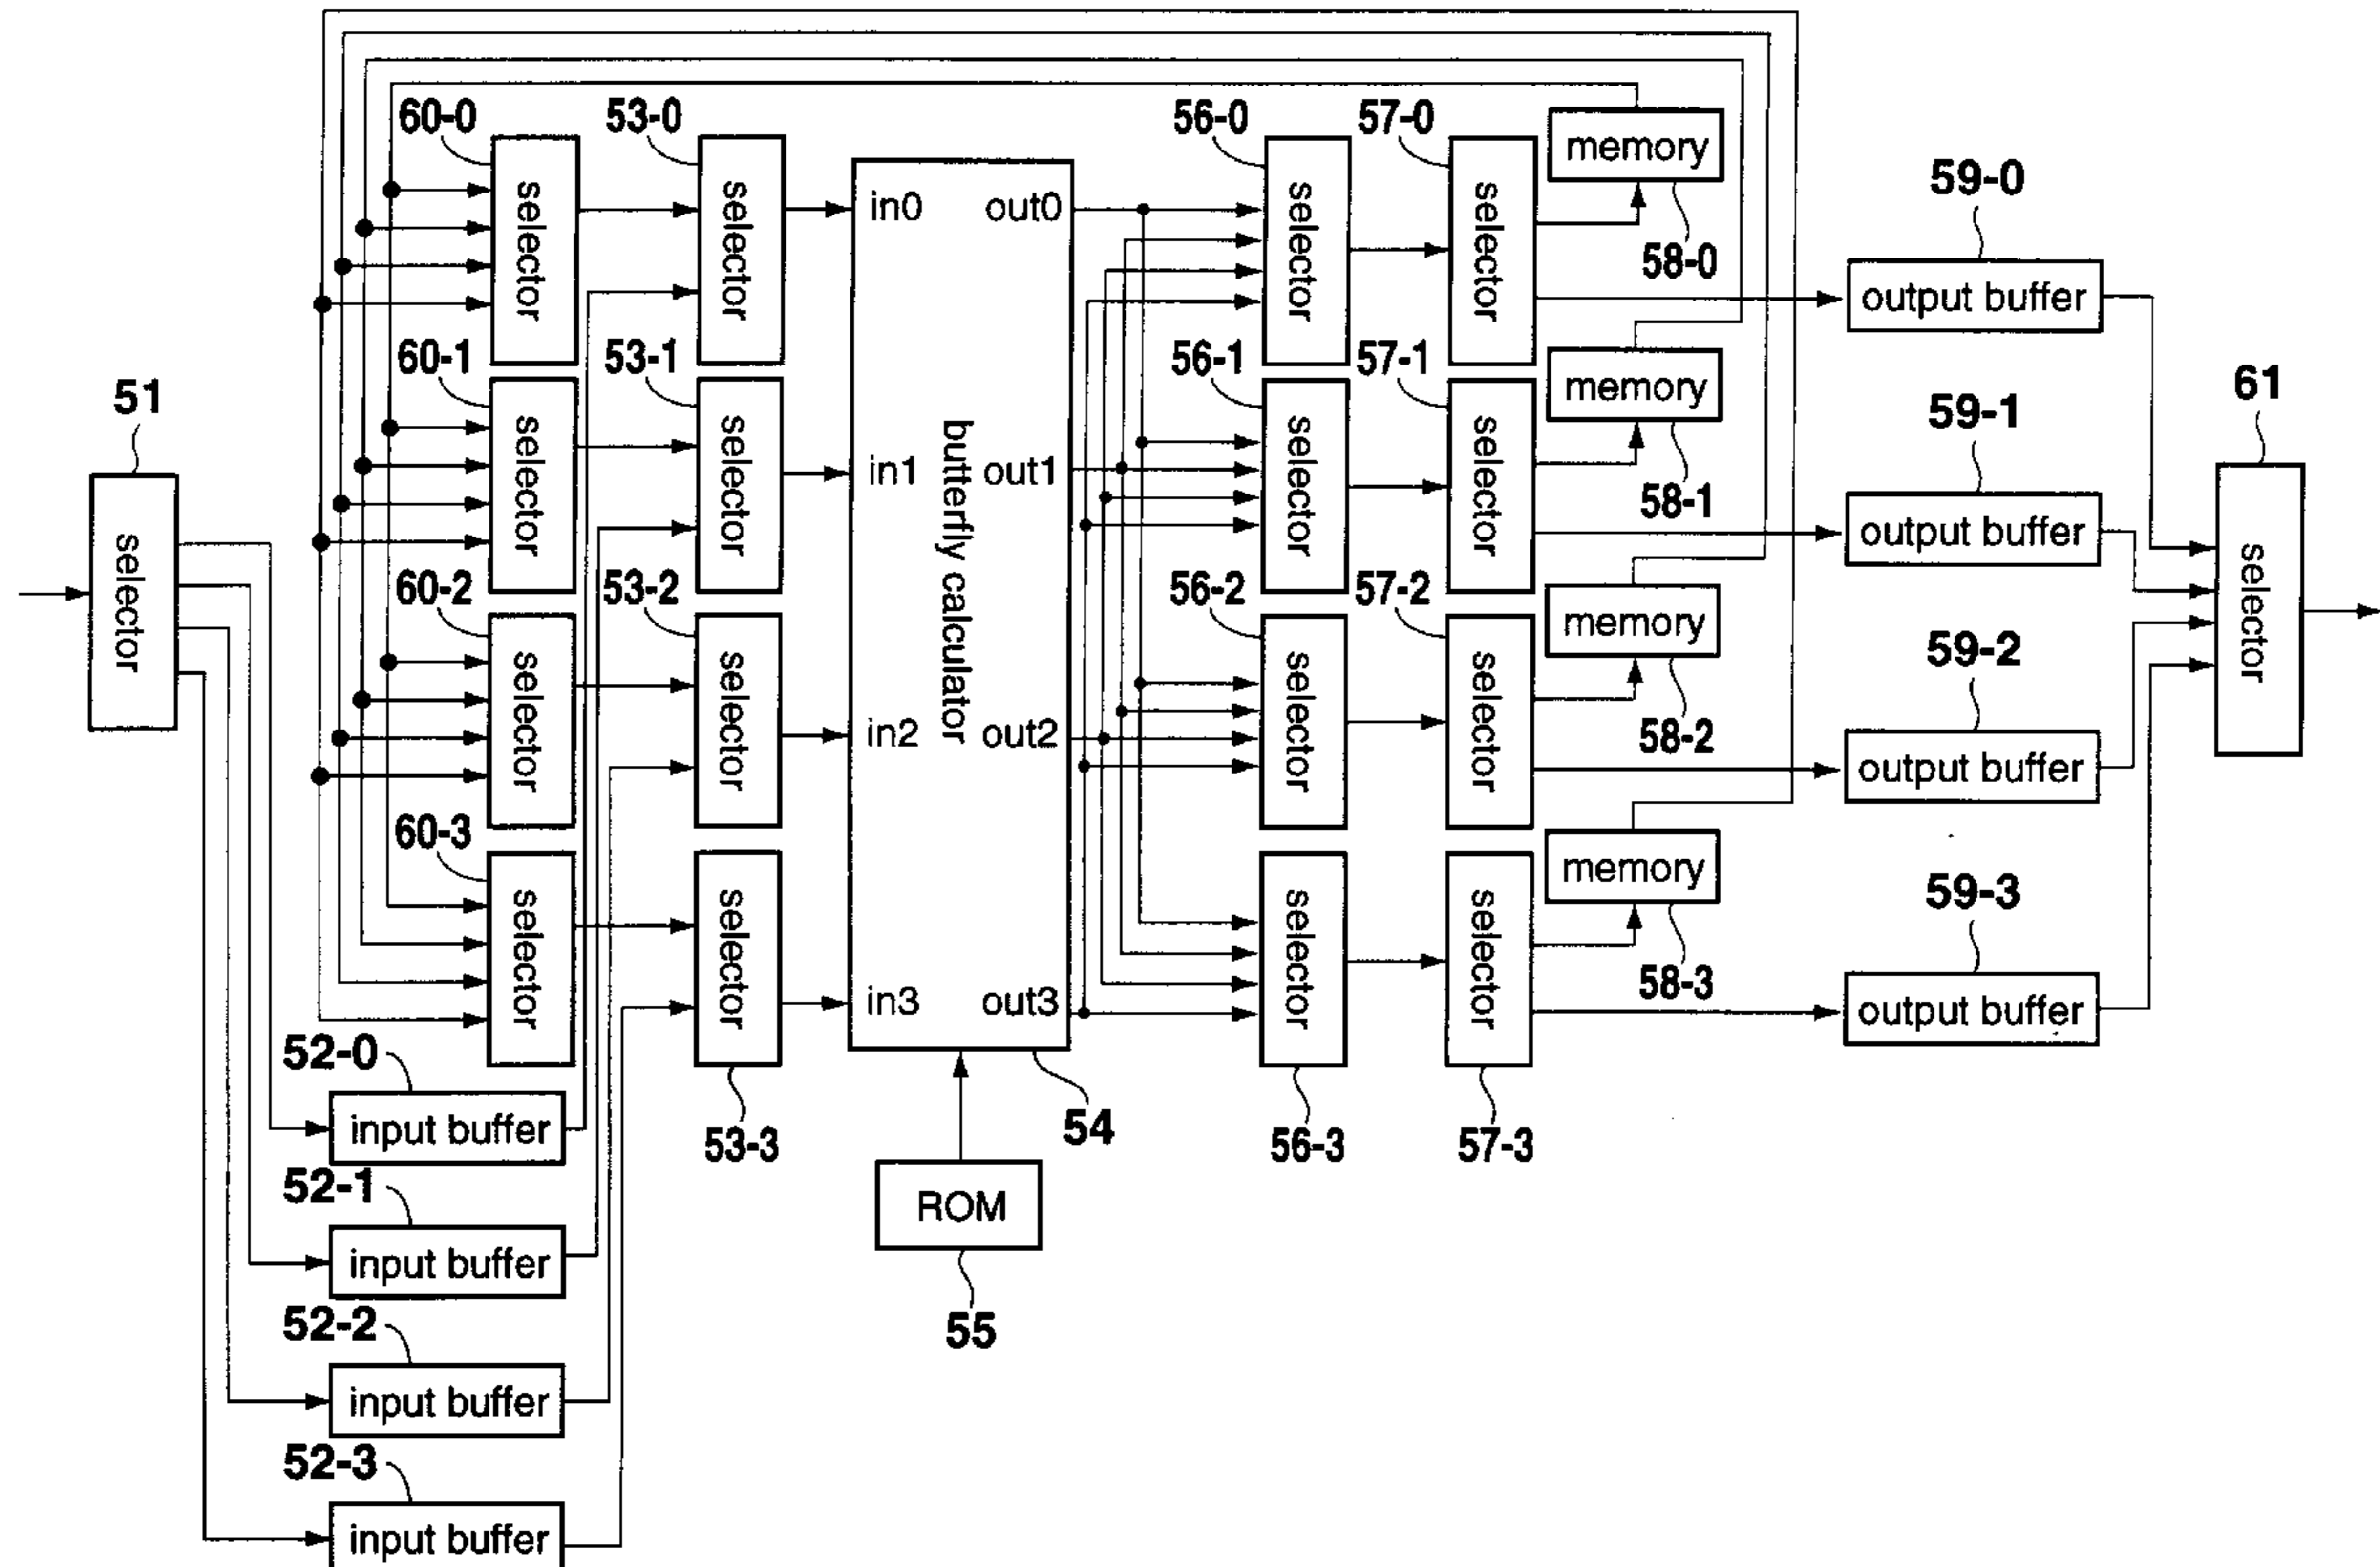 60-0
53-0
56-0
57-0
memory
58-0
59-0
selector
selector
in0
out0
selector
selector
output buffer
60-1
53-1
56-1
57-1
memory
58-1
59-1
51
61
selector
selector
selector
in1
butterfly calculator
out1
selector
selector
output buffer
selector
60-2
53-2
56-2
57-2
memory
58-2
59-2
selector
selector
in2
out2
selector
selector
output buffer
60-3
memory
58-3
59-3
selector
selector
in3
out3
selector
selector
output buffer
52-0
input buffer
53-3
54
56-3
57-3
52-1
input buffer
ROM
55
52-2
input buffer
52-3
input buffer